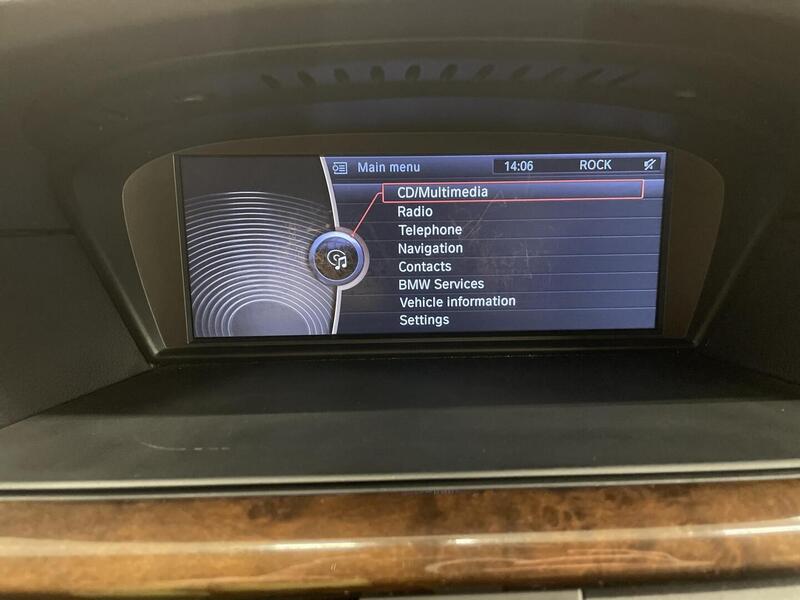 Main menu 14:06 ROCK
CD/Multimedia
Radio
Telephone
Navigation
Contacts
BMW Services
Vehicle information
Settings